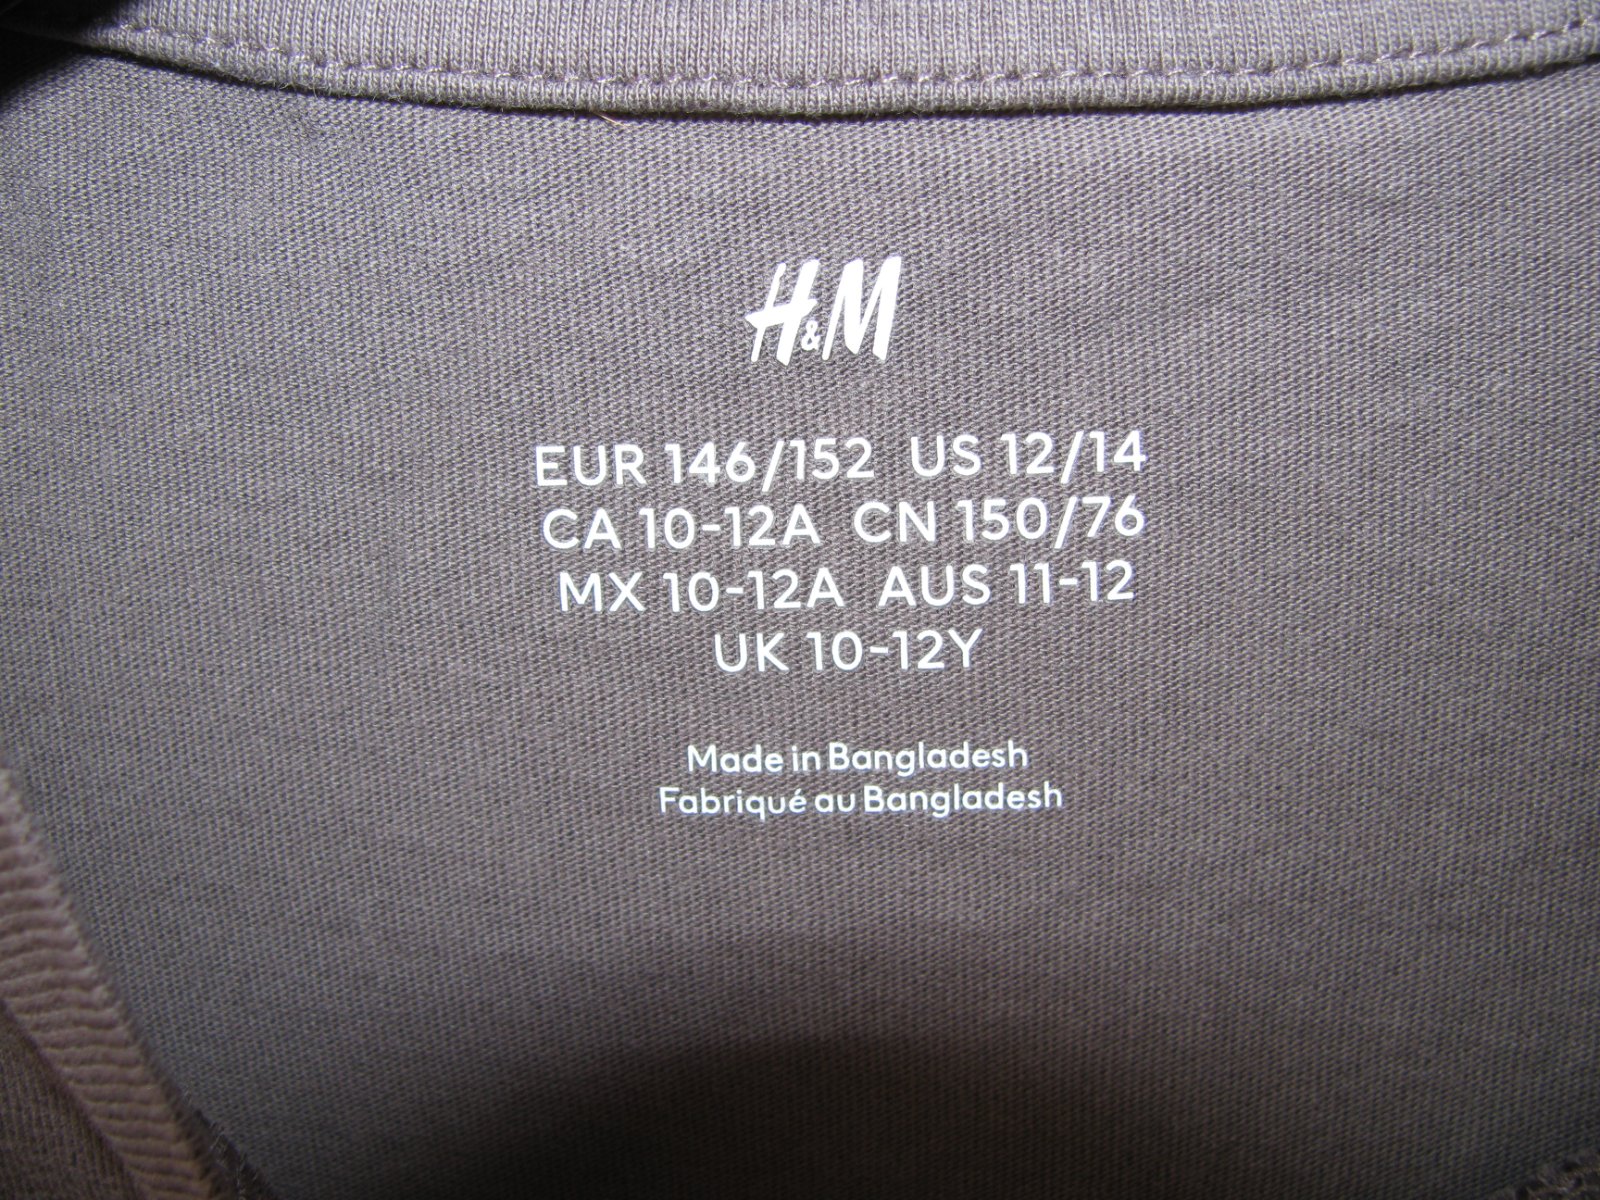 H&M
EUR 146/152 US 12/14
CA 10-12A CN 150/76
MX 10-12A AUS 11-12
UK 10-12Y
Made in Bangladesh
Fabriqué au Bangladesh